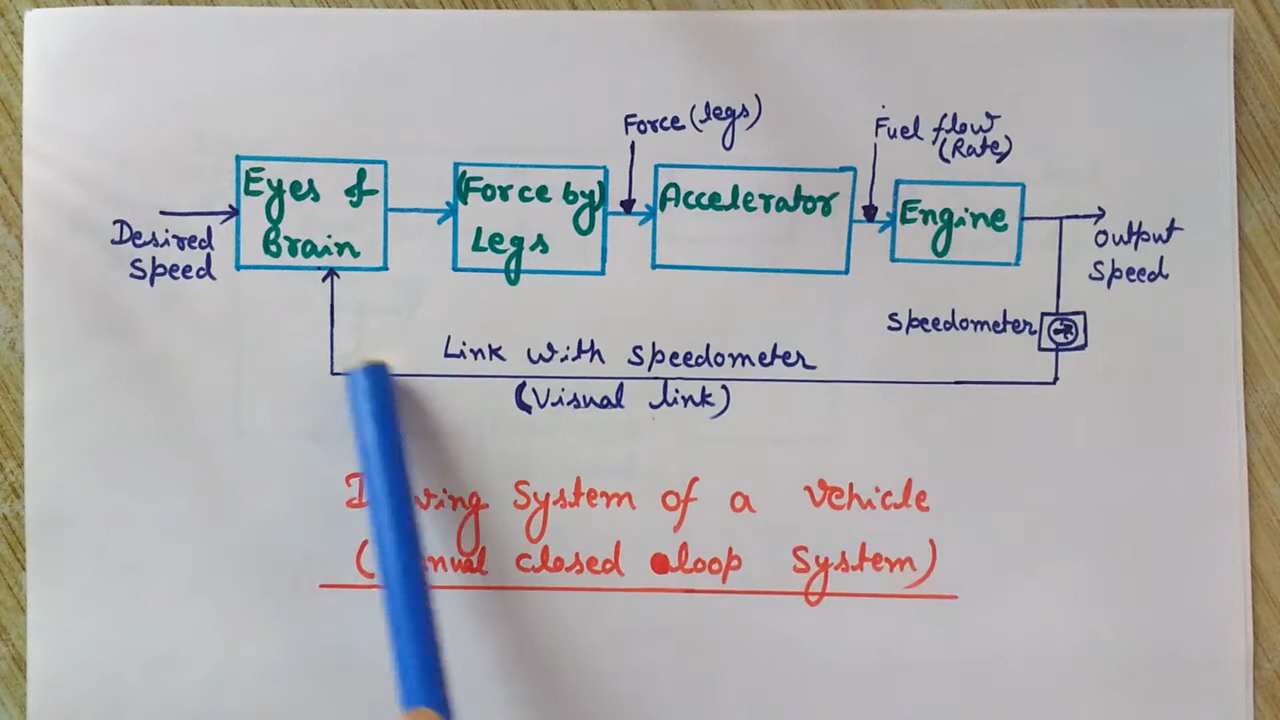 Force (legs)
Fuel flow
(Rate)
Eyes &
Brain
(Force by)
Legs
Accelerator
Engine
Desired
Speed
Output
Speed
Speedometer
Link with speedometer
(Visual link)
System of a vehicle
closed loop System)